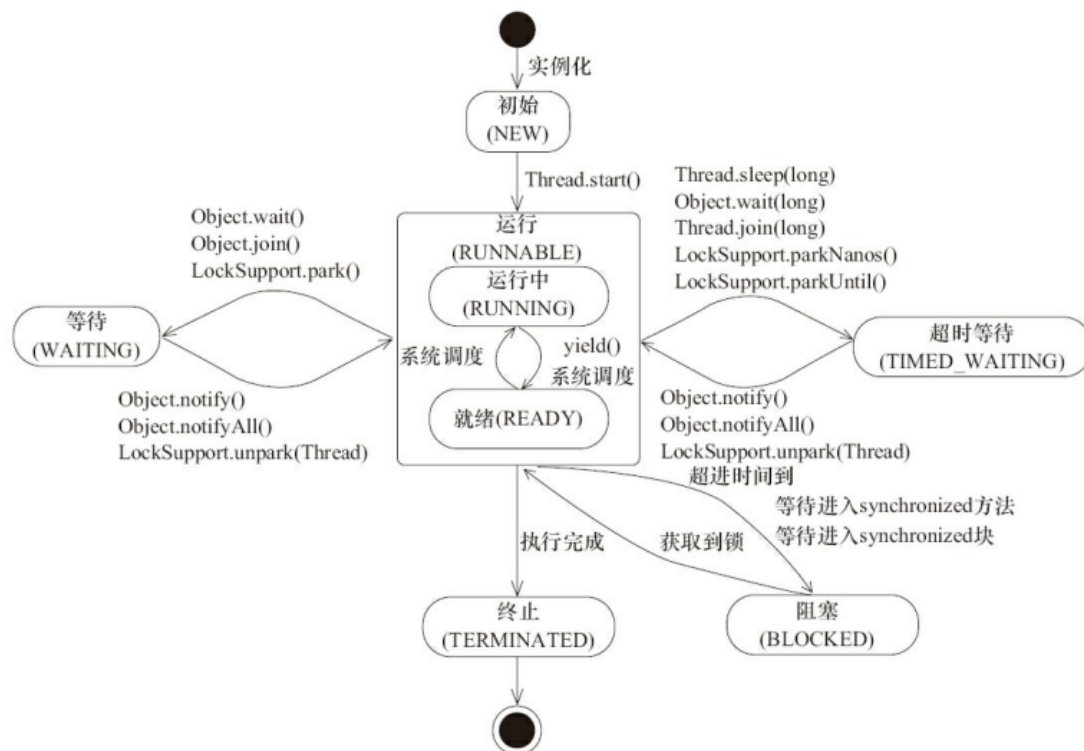 实例化
初始
(NEW)
Thread.start()
Thread.sleep(long)
Object.wait(long)
Thread.join(long)
LockSupport.parkNanos()
LockSupport.parkUntil()
Object.wait()
Object.join()
LockSupport.park()
运行
(RUNNABLE)
运行中
(RUNNING)
等待
(WAITING)
超时等待
(TIMED_WAITING)
系统调度
yield()
系统调度
就绪(READY)
Object.notify()
Object.notifyAll()
LockSupport.unpark(Thread)
Object.notify()
Object.notifyAll()
LockSupport.unpark(Thread)
超进时间到
等待进入synchronized方法
等待进入synchronized块
执行完成
获取到锁
终止
(TERMINATED)
阻塞
(BLOCKED)